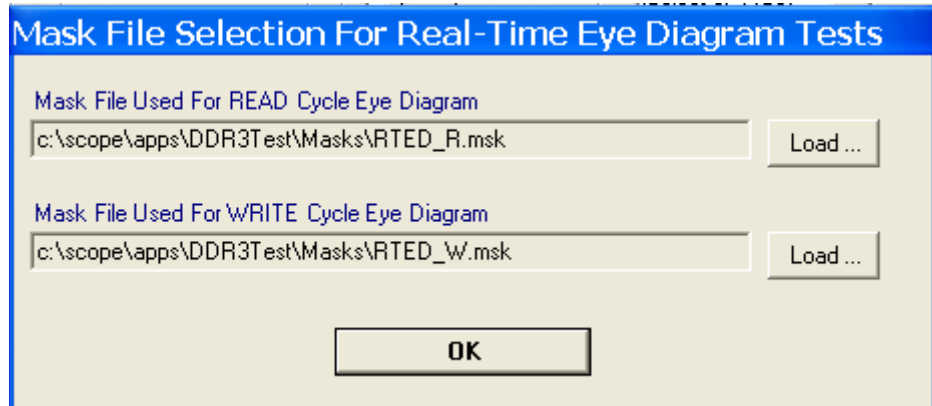 Mask File Selection For Real-Time Eye Diagram Tests
Mask File Used For READ Cycle Eye Diagram
c:\scope\apps\DDR3Test\Masks\RTED_R.msk
Load ...
Mask File Used For WRITE Cycle Eye Diagram
c:\scope\apps\DDR3Test\Masks\RTED_W.msk
Load ...
OK